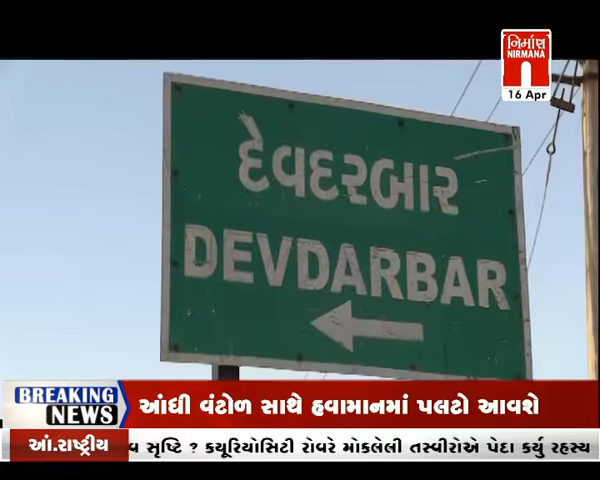 નિર્માણ
NIRMANA
16 Apr
દેવદરબાર
DEVDARBAR
BREAKING NEWS
આંધી વંટોળ સાથે હવામાનમાં પલટો આવશે
આં.રાષ્ટ્રીય
વ સૃષ્ટિ ? ક્યૂરિયોસિટી રોવરે મોકલેલી તસ્વીરોએ પેદા કર્યુ રહસ્ય